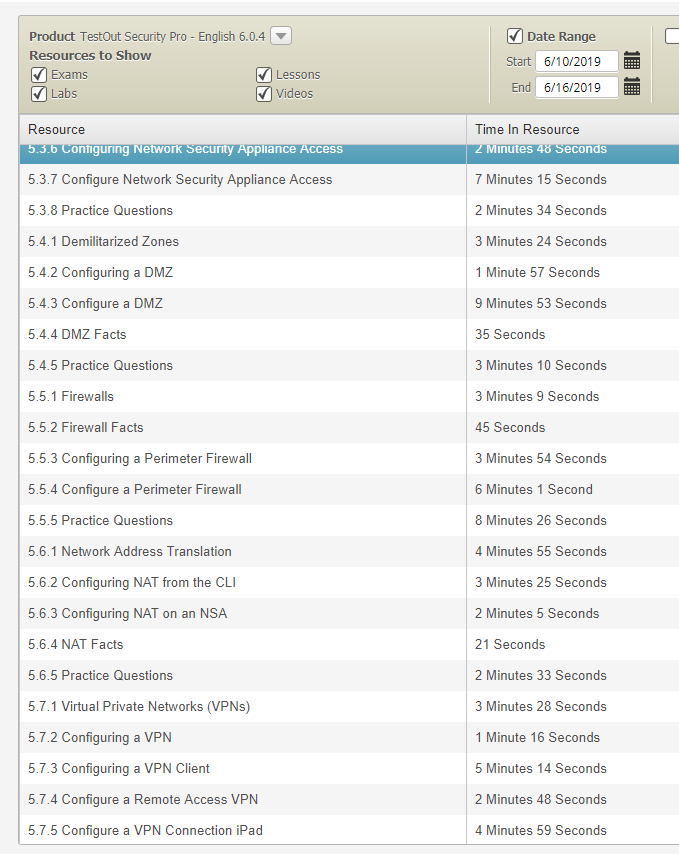 Product TestOut Security Pro - English 6.0.4
Date Range
Resources to Show
Exams Lessons
Labs Videos
Start 6/10/2019
End 6/16/2019
Resource Time In Resource
5.3.6 Configuring Network Security Appliance Access 2 Minutes 48 Seconds
5.3.7 Configure Network Security Appliance Access 7 Minutes 15 Seconds
5.3.8 Practice Questions 2 Minutes 34 Seconds
5.4.1 Demilitarized Zones 3 Minutes 24 Seconds
5.4.2 Configuring a DMZ 1 Minute 57 Seconds
5.4.3 Configure a DMZ 9 Minutes 53 Seconds
5.4.4 DMZ Facts 35 Seconds
5.4.5 Practice Questions 3 Minutes 10 Seconds
5.5.1 Firewalls 3 Minutes 9 Seconds
5.5.2 Firewall Facts 45 Seconds
5.5.3 Configuring a Perimeter Firewall 3 Minutes 54 Seconds
5.5.4 Configure a Perimeter Firewall 6 Minutes 1 Second
5.5.5 Practice Questions 8 Minutes 26 Seconds
5.6.1 Network Address Translation 4 Minutes 55 Seconds
5.6.2 Configuring NAT from the CLI 3 Minutes 25 Seconds
5.6.3 Configuring NAT on an NSA 2 Minutes 5 Seconds
5.6.4 NAT Facts 21 Seconds
5.6.5 Practice Questions 2 Minutes 33 Seconds
5.7.1 Virtual Private Networks (VPNs) 3 Minutes 28 Seconds
5.7.2 Configuring a VPN 1 Minute 16 Seconds
5.7.3 Configuring a VPN Client 5 Minutes 14 Seconds
5.7.4 Configure a Remote Access VPN 2 Minutes 48 Seconds
5.7.5 Configure a VPN Connection iPad 4 Minutes 59 Seconds